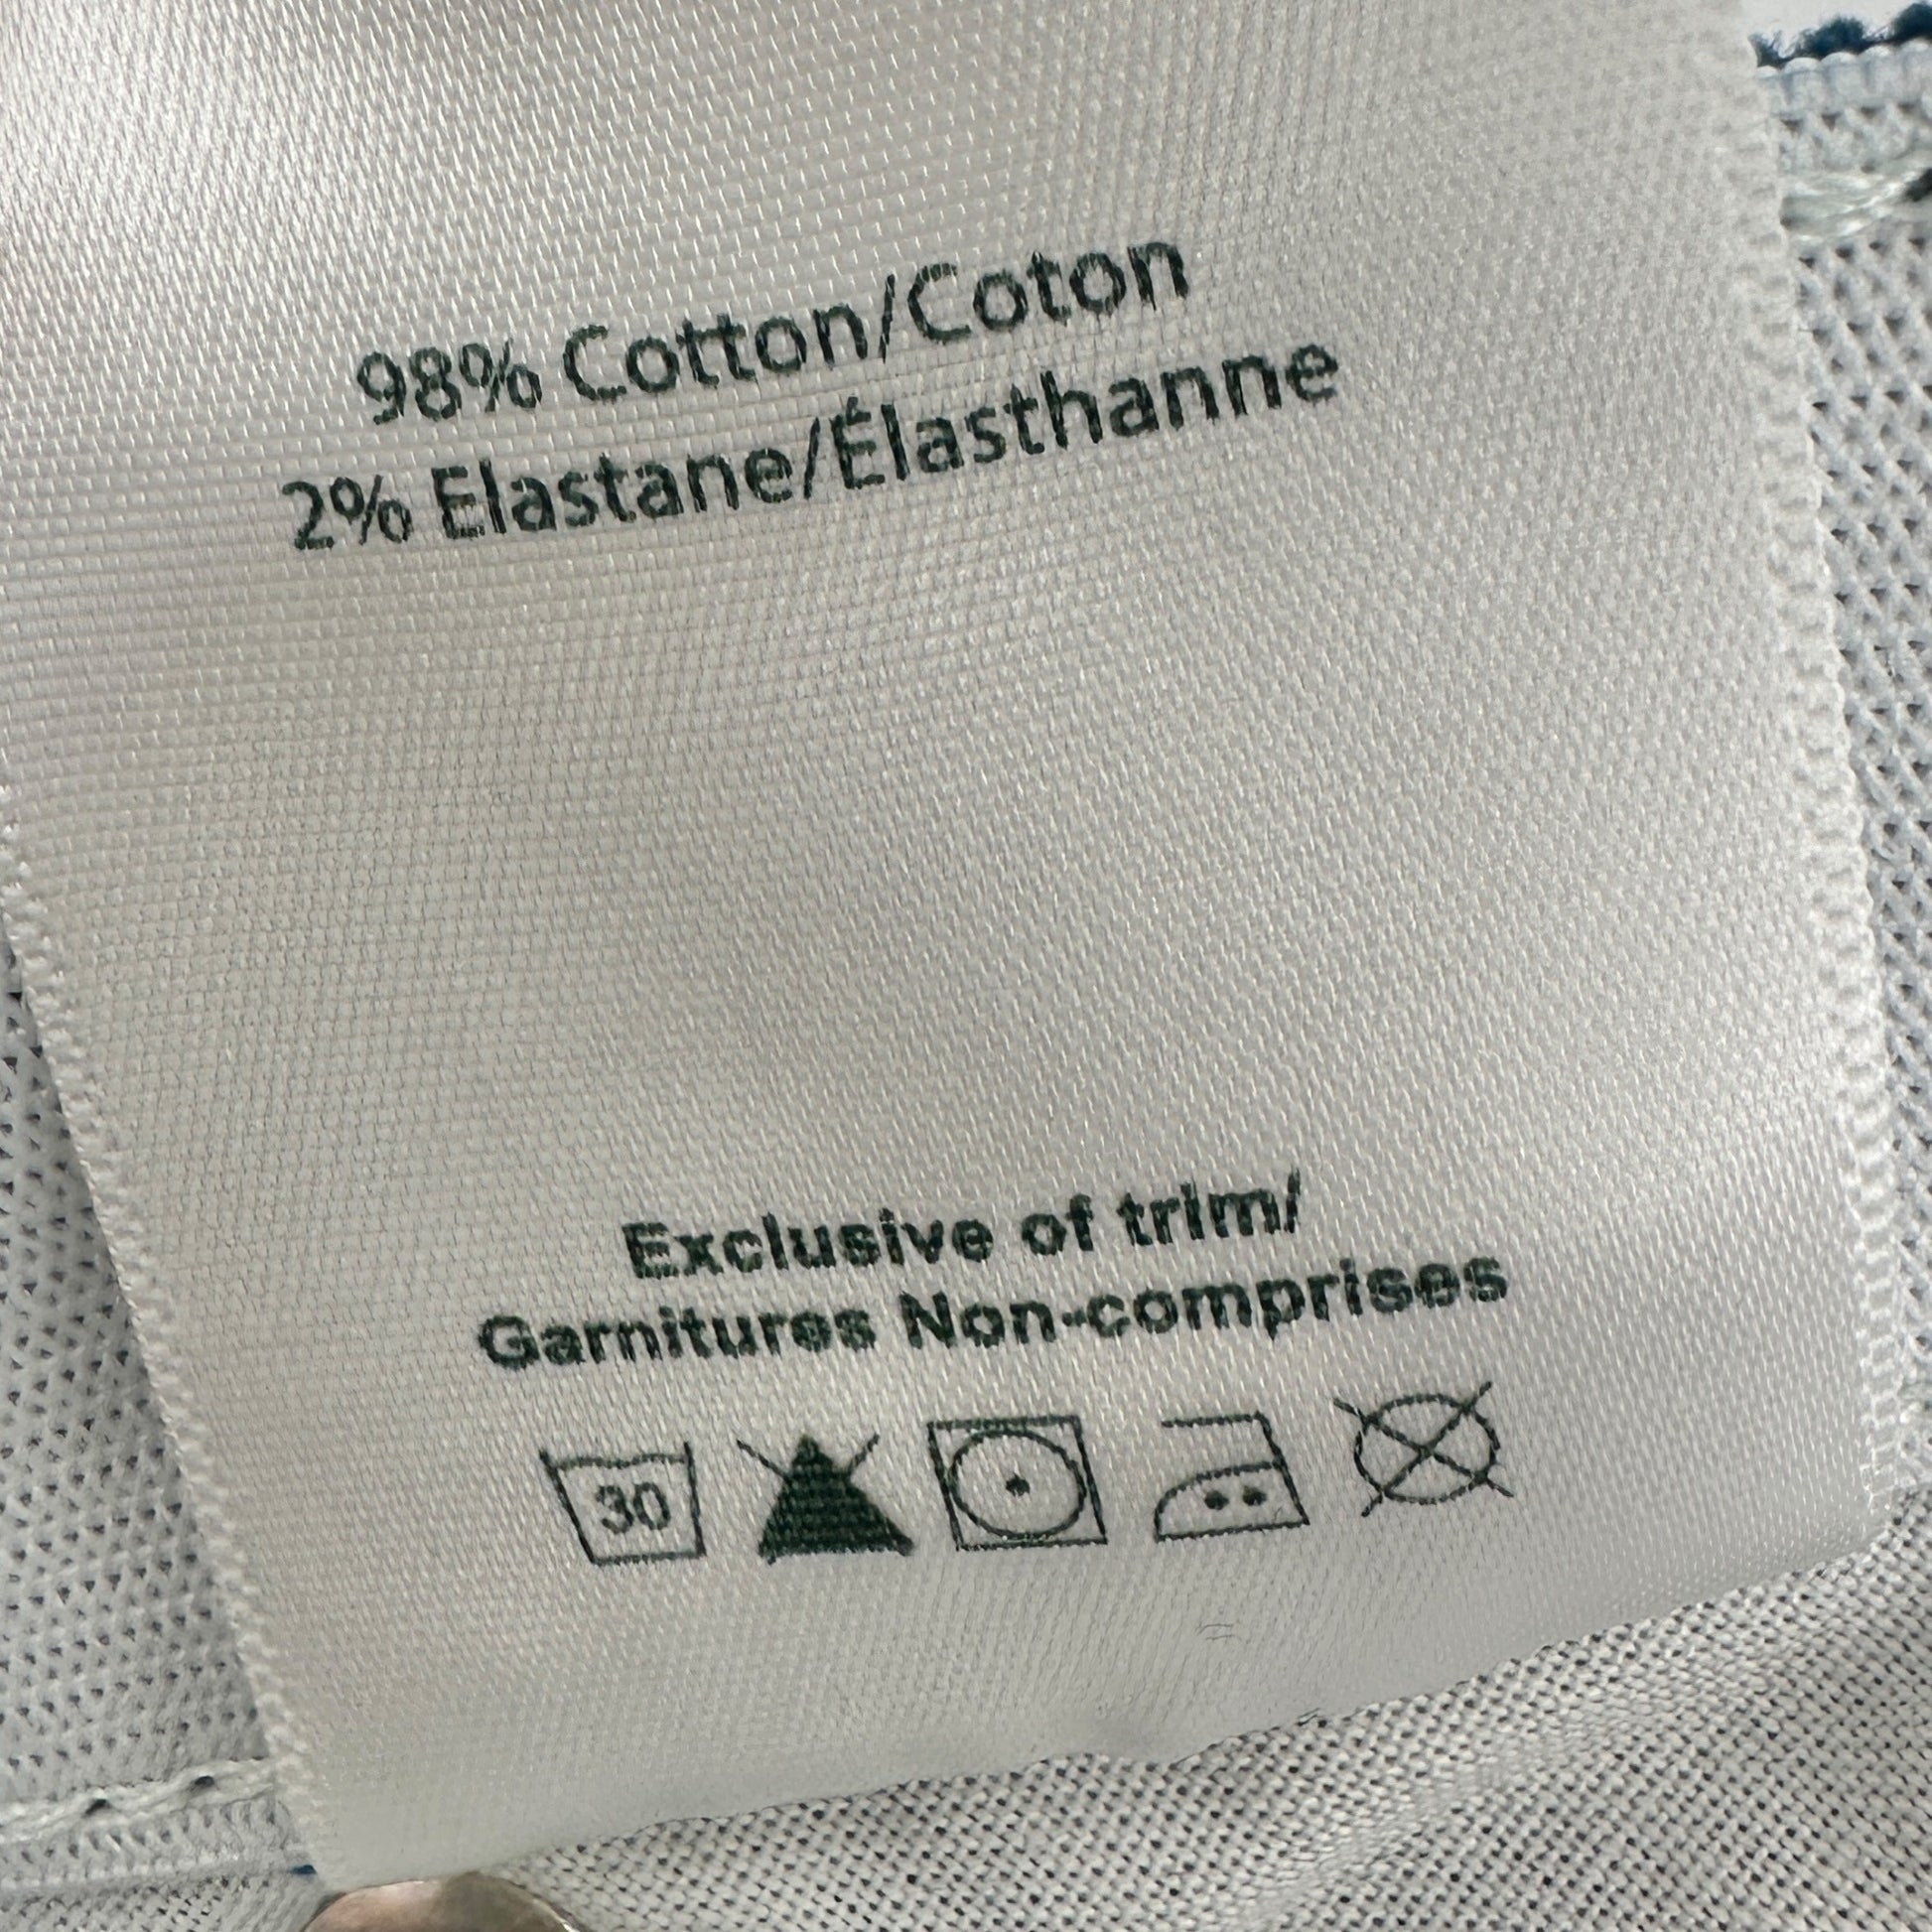 98% Cotton/Coton
2% Elastane/Élasthanne
Exclusive of trim/
Garnitures Non-comprises
30